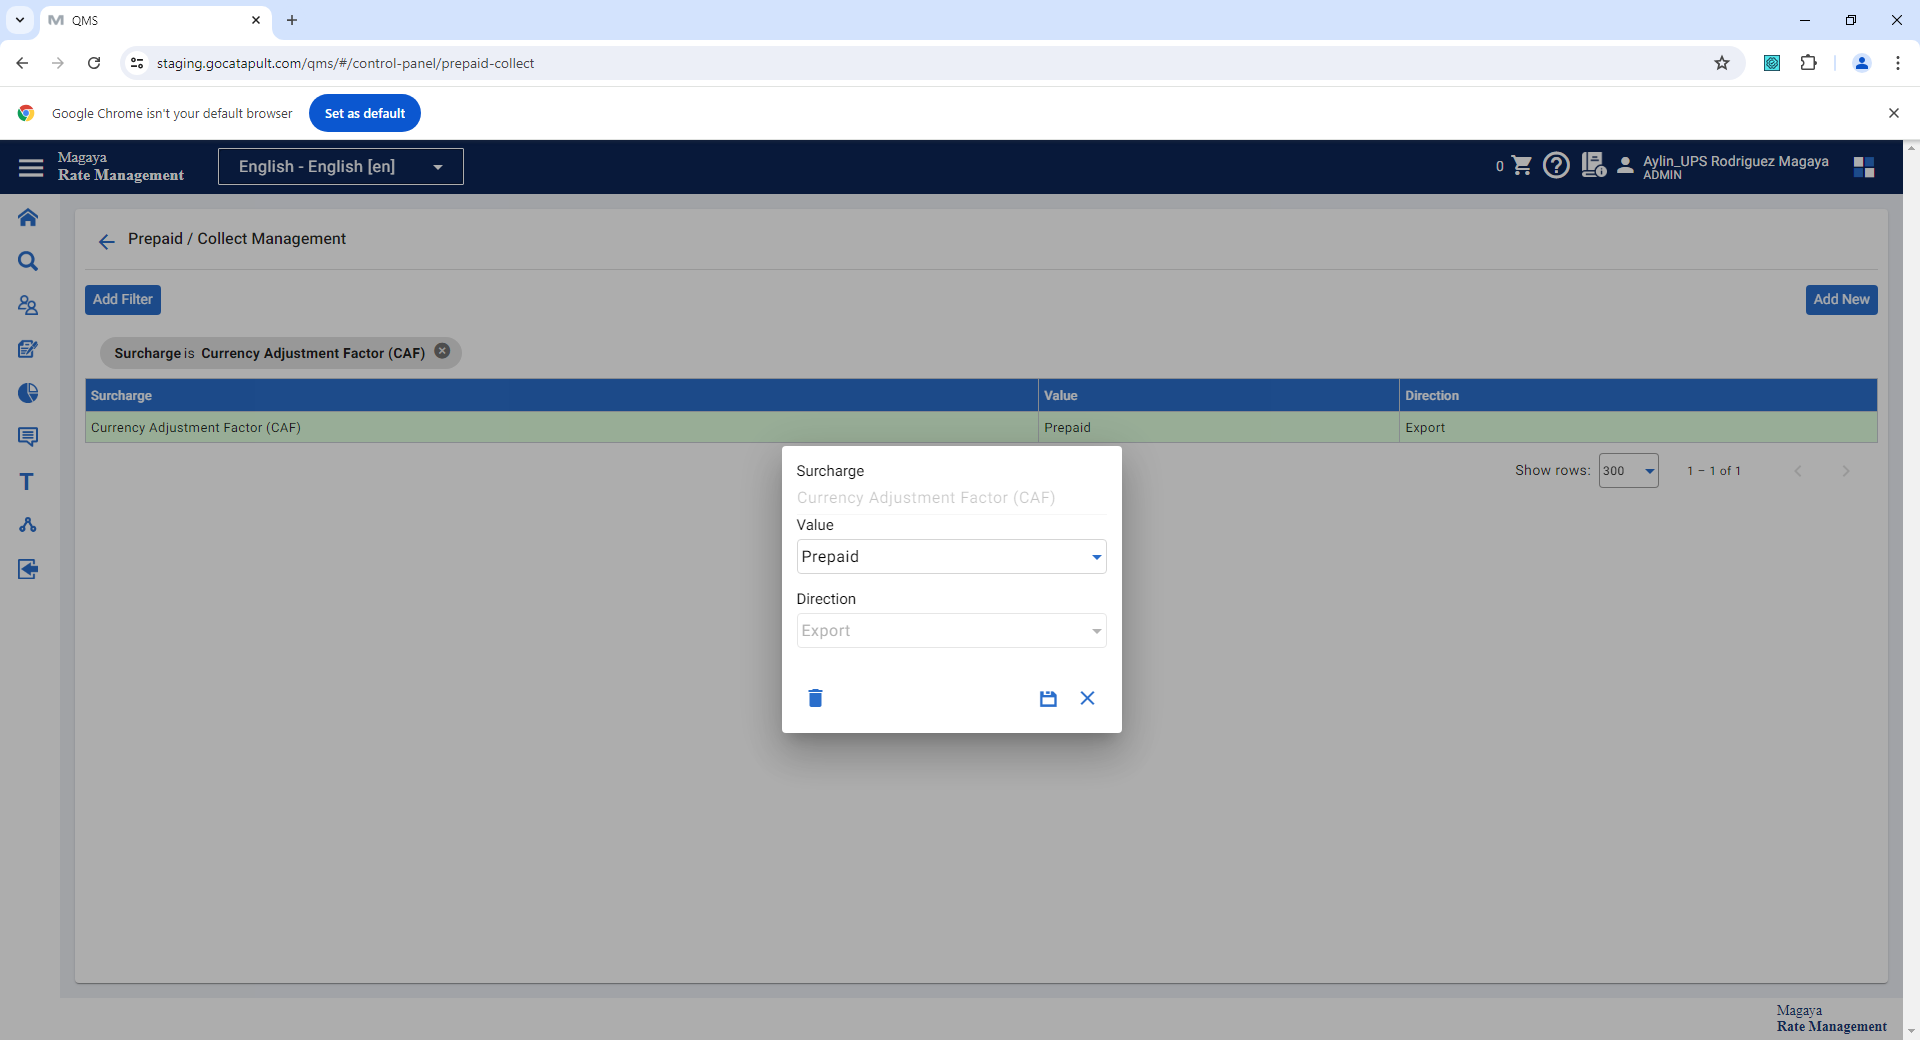 QMS
staging.gocatapult.com/qms/#/control-panel/prepaid-collect
Google Chrome isn't your default browser
Set as default
Magaya
Rate Management
English - English [en]
0
Aylin_UPS Rodriguez Magaya
ADMIN
Prepaid / Collect Management
Add Filter
Add New
Surcharge is Currency Adjustment Factor (CAF)
Surcharge Value Direction
Currency Adjustment Factor (CAF) Prepaid Export
Show rows: 300 1 – 1 of 1
Surcharge
Currency Adjustment Factor (CAF)
Value
Prepaid
Direction
Export
Magaya
Rate Management